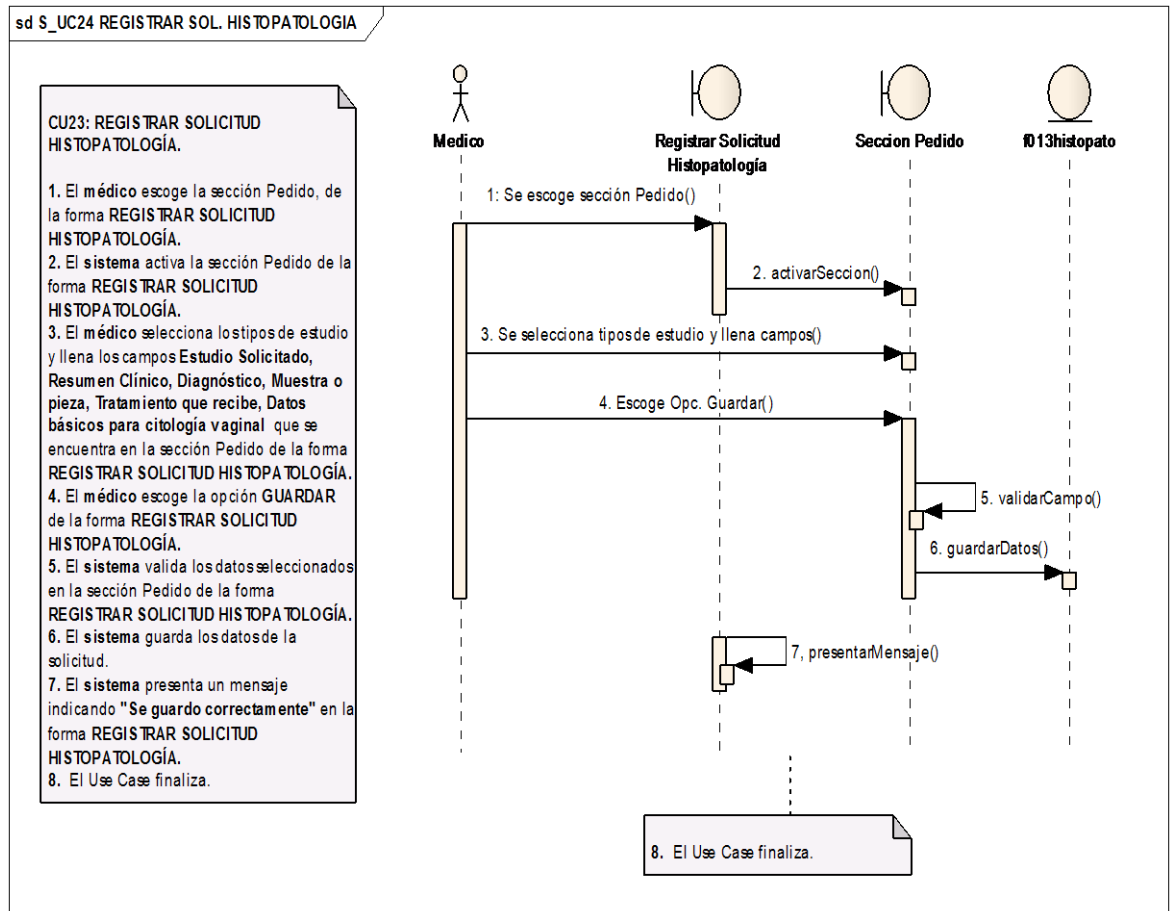 sd S_UC24 REGISTRAR SOL. HISTOPATOLOGIA
CU23: REGISTRAR SOLICITUD
HISTOPATOLOGÍA.
1. El médico escoge la sección Pedido, de
la forma REGISTRAR SOLICITUD
HISTOPATOLOGÍA.
2. El sistema activa la sección Pedido de la
forma REGISTRAR SOLICITUD
HISTOPATOLOGÍA.
3. El médico selecciona los tipos de estudio
y llena los campos Estudio Solicitado,
Resumen Clínico, Diagnóstico, Muestra o
pieza, Tratamiento que recibe, Datos
básicos para citología vaginal que se
encuentra en la sección Pedido de la forma
REGISTRAR SOLICITUD HISTOPATOLOGÍA.
4. El médico escoge la opción GUARDAR
de la forma REGISTRAR SOLICITUD
HISTOPATOLOGÍA.
5. El sistema valida los datos seleccionados
en la sección Pedido de la forma
REGISTRAR SOLICITUD HISTOPATOLOGÍA.
6. El sistema guarda los datos de la
solicitud.
7. El sistema presenta un mensaje
indicando "Se guardo correctamente" en la
forma REGISTRAR SOLICITUD
HISTOPATOLOGÍA.
8. El Use Case finaliza.
Medico
Registrar Solicitud
Histopatología
Seccion Pedido
f013histopato
1: Se escoge sección Pedido()
2. activarSeccion()
3. Se selecciona tipos de estudio y llena campos()
4. Escoge Opc. Guardar()
5. validarCampo()
6. guardarDatos()
7, presentarMensaje()
8. El Use Case finaliza.